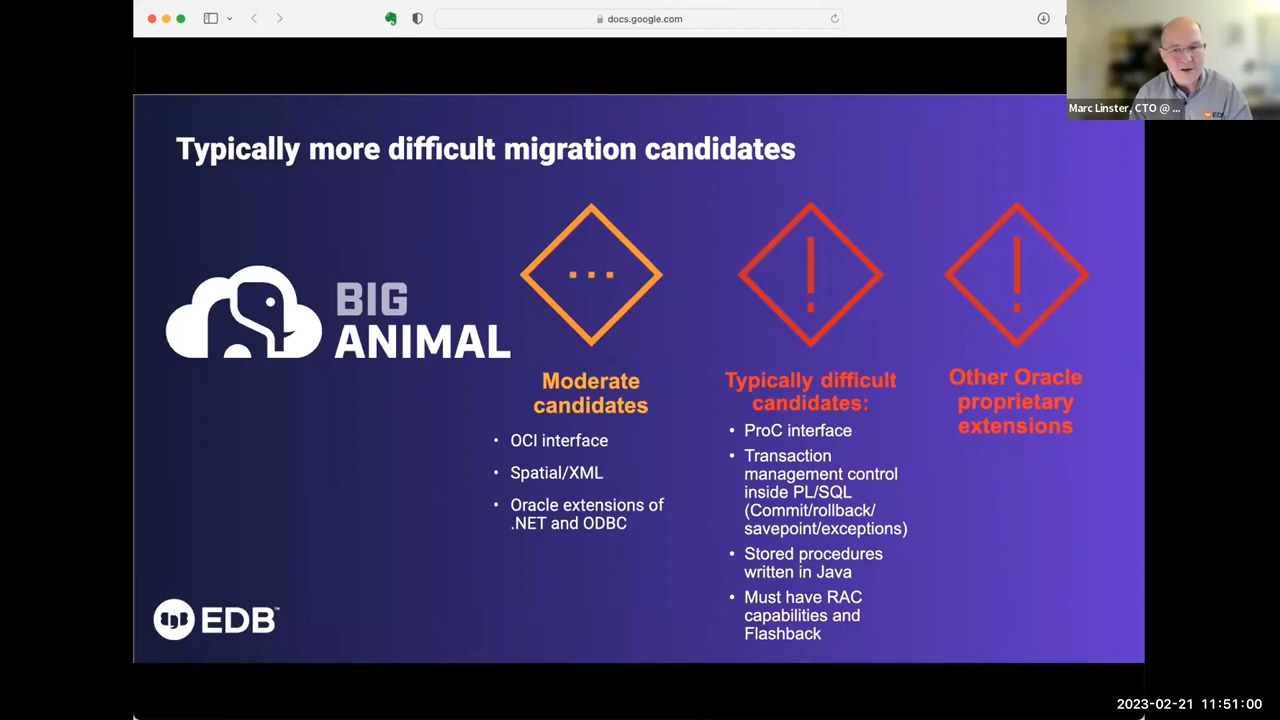 docs.google.com
Marc Linster, CTO @ ...
Typically more difficult migration candidates
BIG
ANIMAL
Moderate
candidates
• OCI interface
• Spatial/XML
• Oracle extensions of
.NET and ODBC
Typically difficult
candidates:
• ProC interface
• Transaction
management control
inside PL/SQL
(Commit/rollback/
savepoint/exceptions)
• Stored procedures
written in Java
• Must have RAC
capabilities and
Flashback
Other Oracle
proprietary
extensions
EDB™
2023-02-21 11:51:00